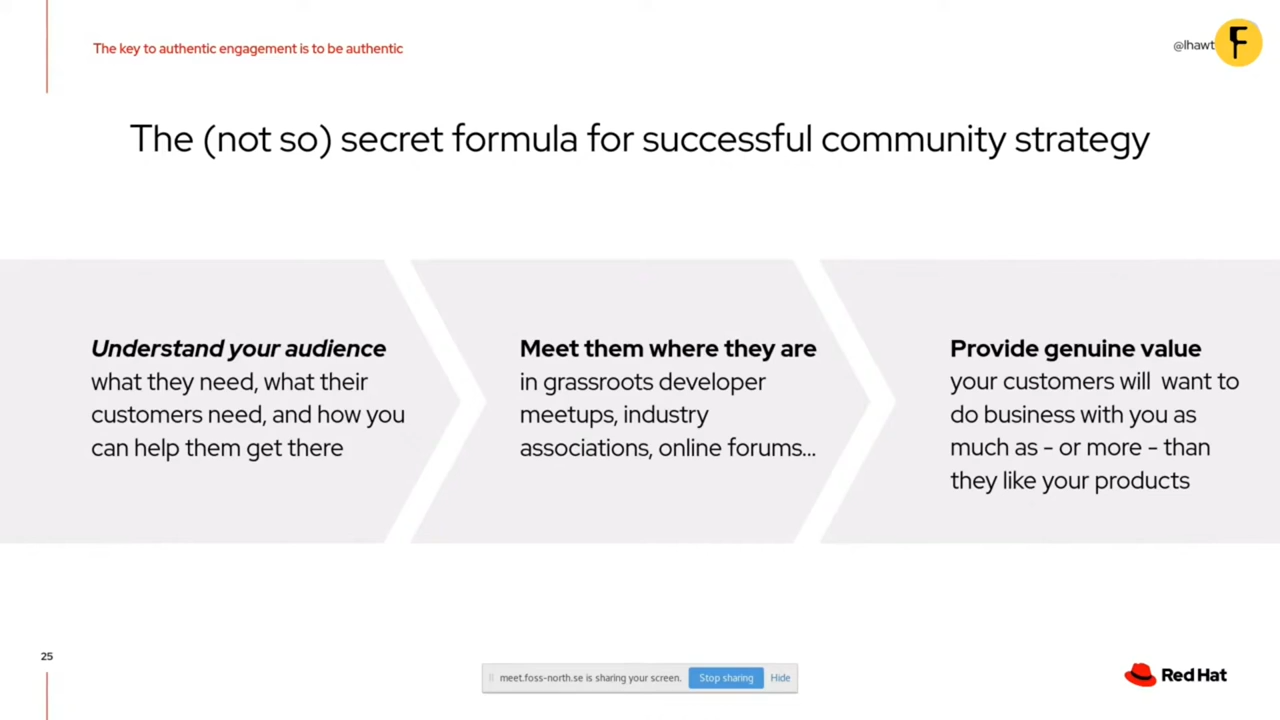 The key to authentic engagement is to be authentic
@lhawt
F
The (not so) secret formula for successful community strategy
Understand your audience
what they need, what their
customers need, and how you
can help them get there
Meet them where they are
in grassroots developer
meetups, industry
associations, online forums...
Provide genuine value
your customers will  want to
do business with you as
much as - or more - than
they like your products
25
meet.foss-north.se is sharing your screen.
Stop sharing
Hide
Red Hat